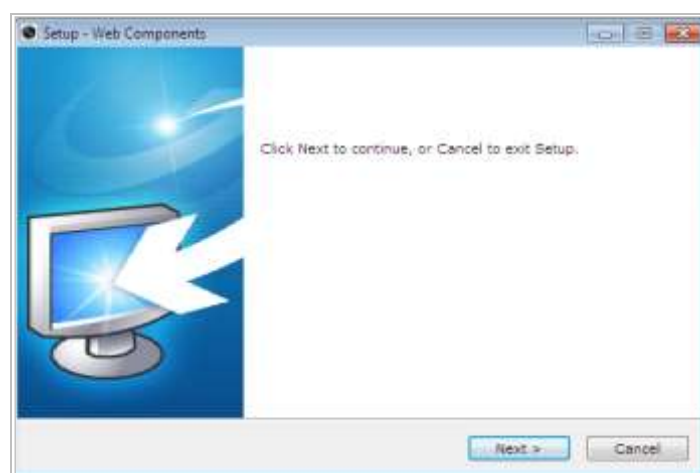 Setup - Web Components
Click Next to continue, or Cancel to exit Setup.
Next >
Cancel